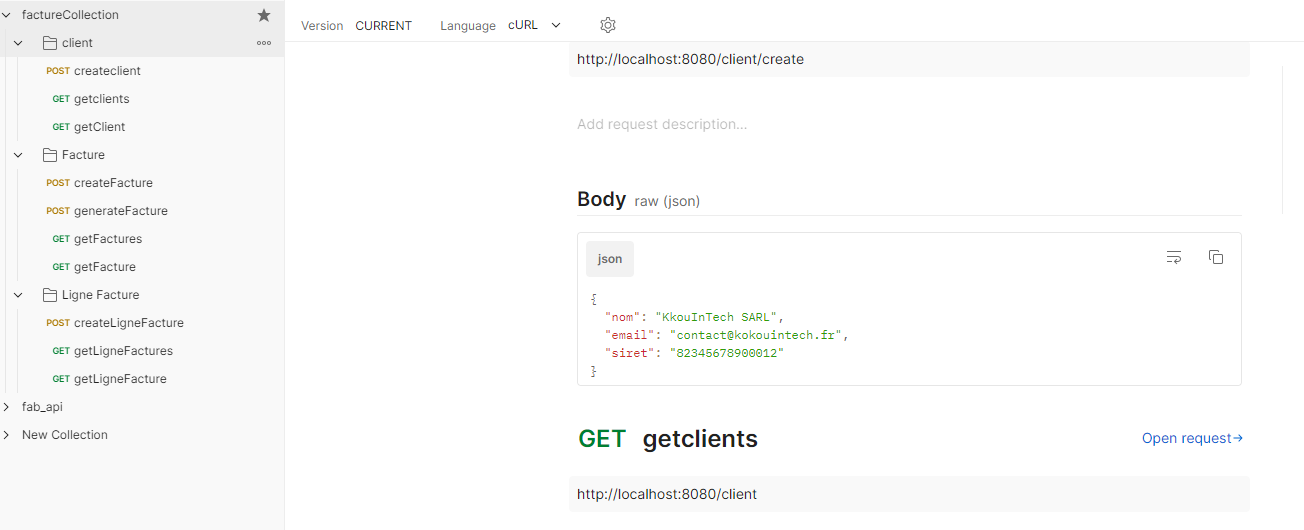 factureCollection
client
POST createclient
GET getclients
GET getClient
Facture
POST createFacture
POST generateFacture
GET getFactures
GET getFacture
Ligne Facture
POST createLigneFacture
GET getLigneFactures
GET getLigneFacture
fab_api
New Collection
Version CURRENT Language cURL
http://localhost:8080/client/create
Add request description...
Body raw (json)
json
{
"nom": "KkouInTech SARL",
"email": "contact@kokouintech.fr",
"siret": "82345678900012"
}
GET getclients
Open request→
http://localhost:8080/client